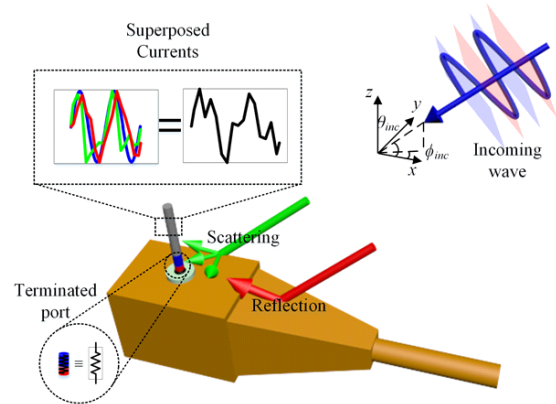 Superposed
Currents
z
y
θinc
ϕinc
x
Incoming
wave
Scattering
Reflection
Terminated
port